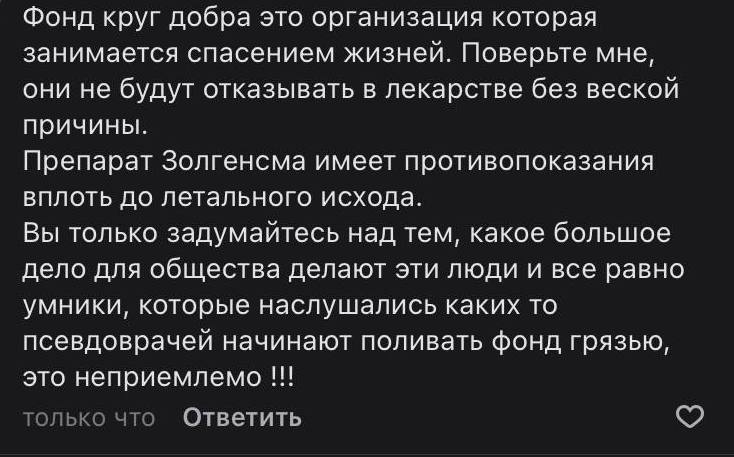 Фонд круг добра это организация которая
занимается спасением жизней. Поверьте мне,
они не будут отказывать в лекарстве без веской
причины.
Препарат Золгенсма имеет противопоказания
вплоть до летального исхода.
Вы только задумайтесь над тем, какое большое
дело для общества делают эти люди и все равно
умники, которые наслушались каких то
псевдоврачей начинают поливать фонд грязью,
это неприемлемо !!!
только что Ответить